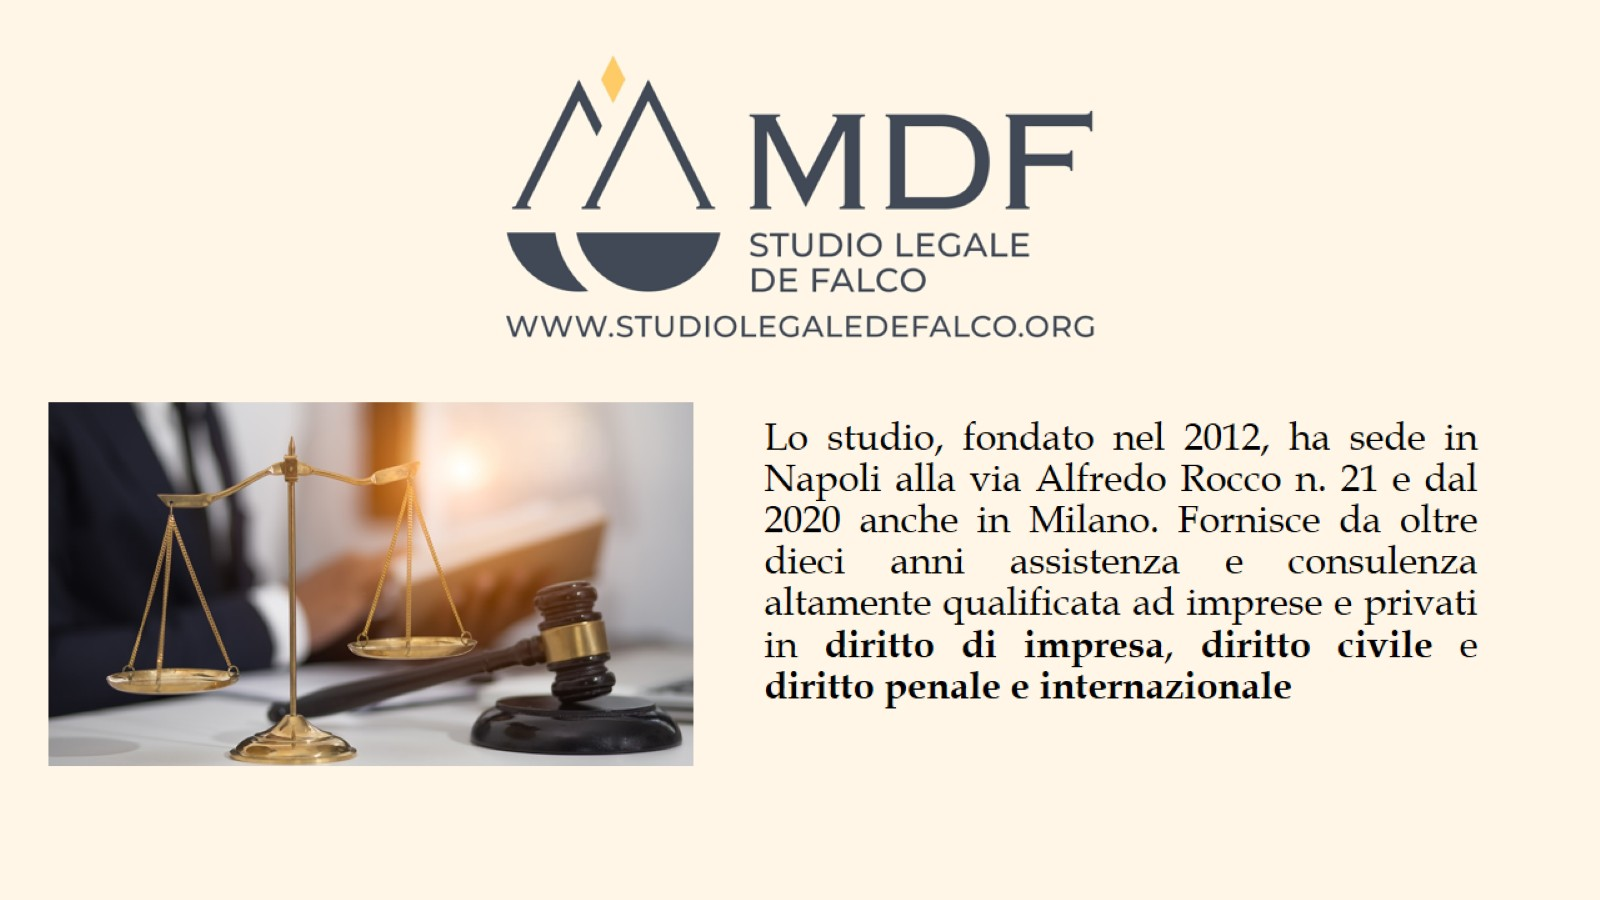 MDF
STUDIO LEGALE
DE FALCO
WWW.STUDIOLEGALEDEFALCO.ORG
Lo studio, fondato nel 2012, ha sede in
Napoli alla via Alfredo Rocco n. 21 e dal
2020 anche in Milano. Fornisce da oltre
dieci anni assistenza e consulenza
altamente qualificata ad imprese e privati
in diritto di impresa, diritto civile e
diritto penale e internazionale